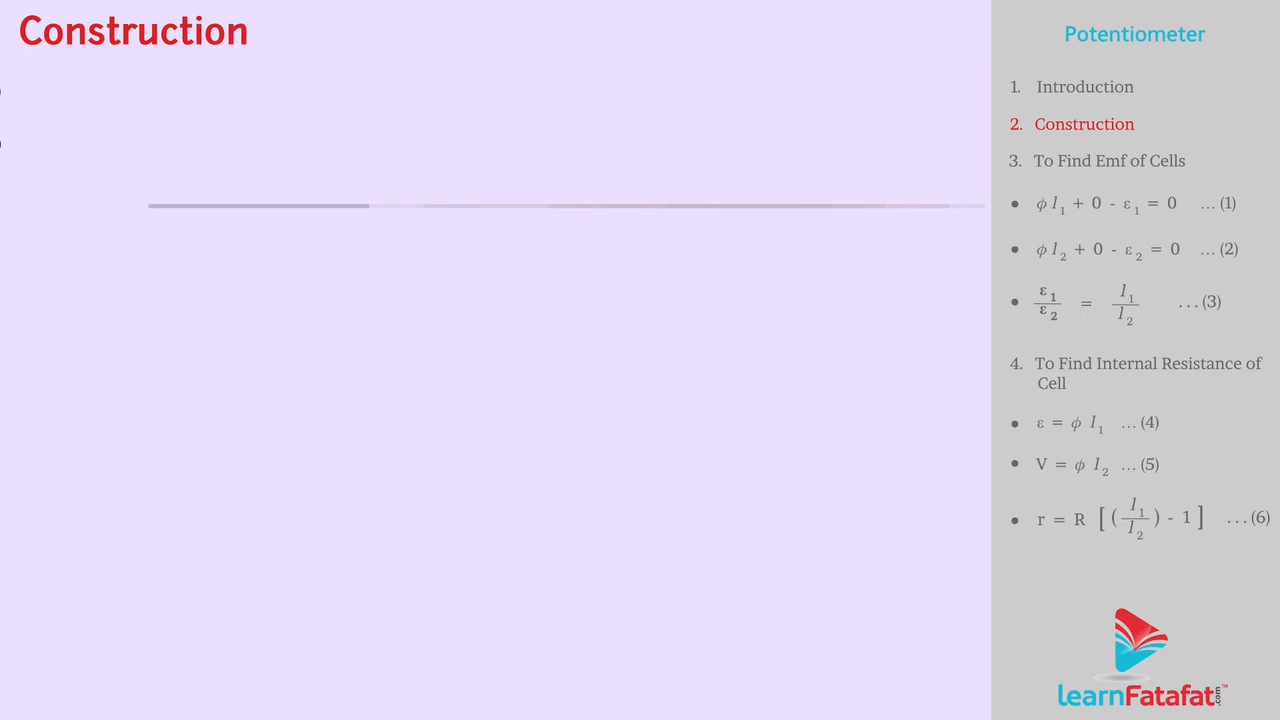 Construction
Potentiometer
1. Introduction
2. Construction
3. To Find Emf of Cells
• ϕ l₁ + 0 - ε₁ = 0 ... (1)
• ϕ l₂ + 0 - ε₂ = 0 ... (2)
• ε₁/ε₂ = l₁/l₂ ... (3)
4. To Find Internal Resistance of
Cell
• ε = ϕ l₁ ... (4)
• V = ϕ l₂ ... (5)
• r = R [(l₁/l₂) - 1] ... (6)
learnFatafat.com™